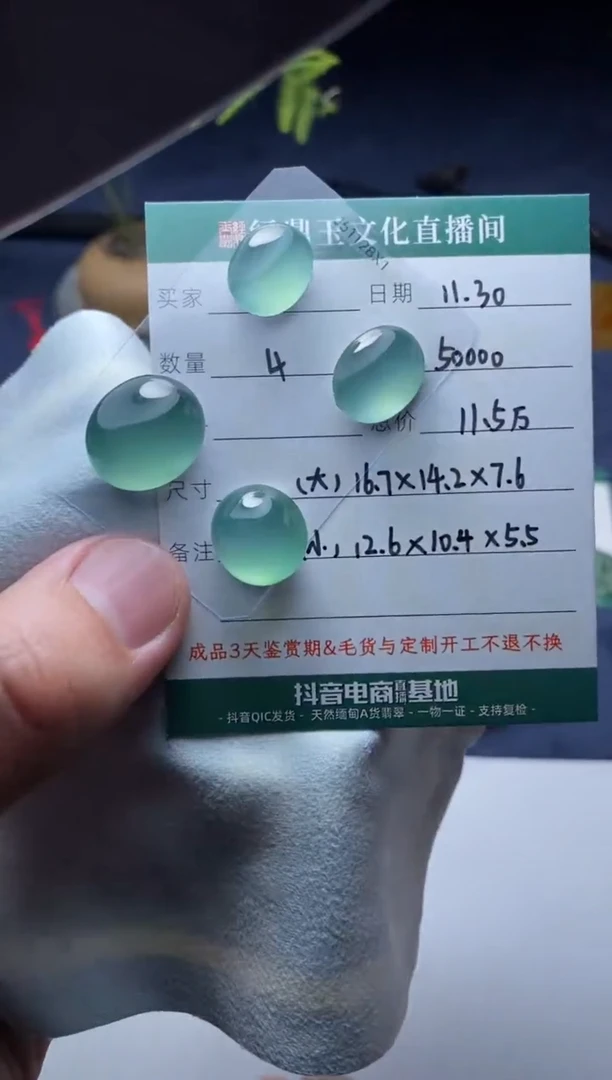 玉文化直播间
25112BX1
买家 日期 11.30
数量 4 50000
总价 11.5万
尺寸 (大) 16.7×14.2×7.6
备注 12.6×10.4×5.5
成品3天鉴赏期&毛货与定制开工不退不换
抖音电商直播基地
- 抖音QIC发货 - 天然缅甸A货翡翠 - 一物一证 - 支持复检 -